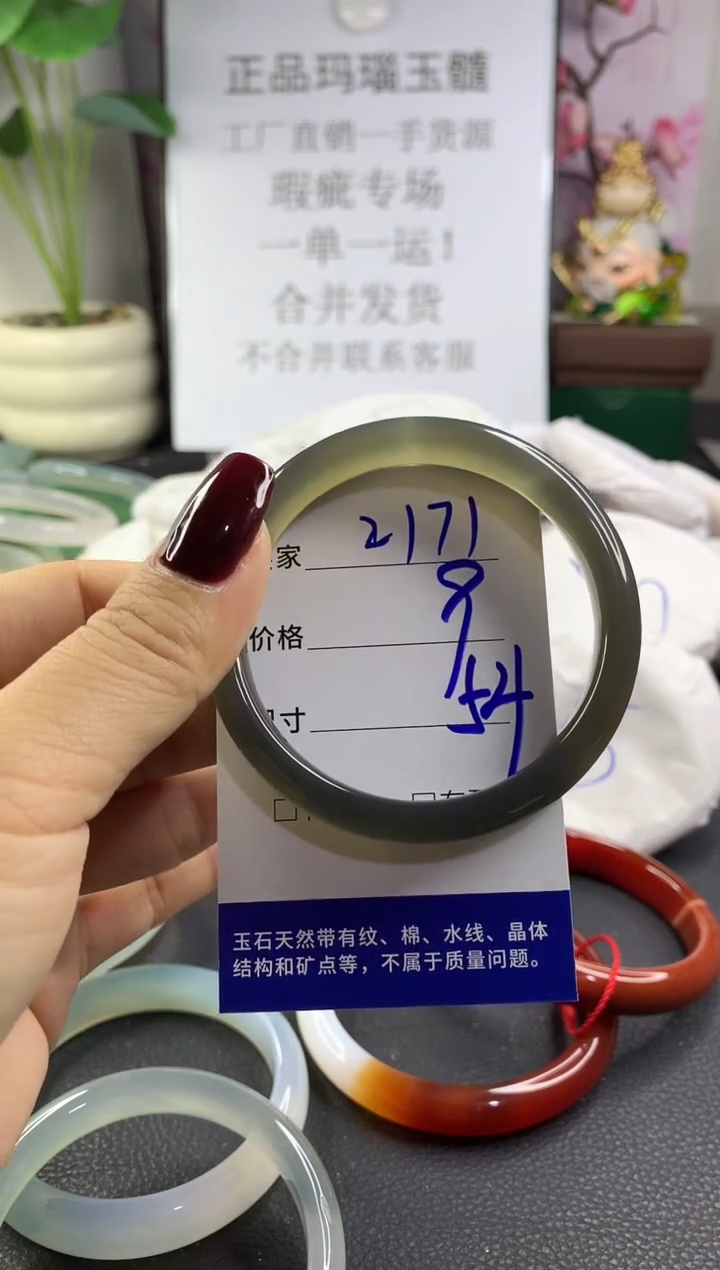 正品玛瑙玉髓
工厂直销一手货源
瑕疵专场
一单一运！
合并发货
不合并联系客服
家 2171
价格 9
寸 54
玉石天然带有纹、棉、水线、晶体
结构和矿点等，不属于质量问题。